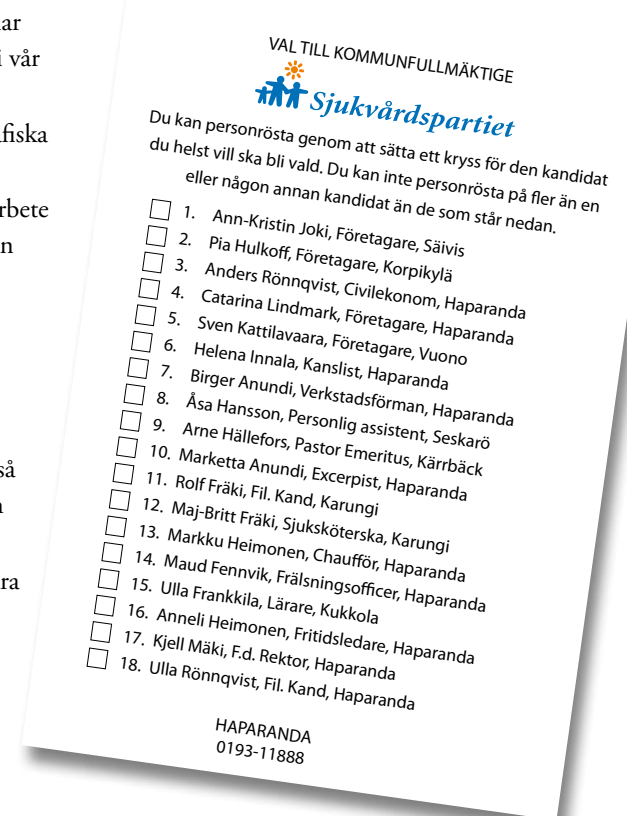 ar
i vår
fiska
rbete
n
så
n
ra
VAL TILL KOMMUNFULLMÄKTIGE
Sjukvårdspartiet
Du kan personrösta genom att sätta ett kryss för den kandidat
du helst vill ska bli vald. Du kan inte personrösta på fler än en
eller någon annan kandidat än de som står nedan.
1. Ann-Kristin Joki, Företagare, Säivis
2. Pia Hulkoff, Företagare, Korpikylä
3. Anders Rönnqvist, Civilekonom, Haparanda
4. Catarina Lindmark, Företagare, Haparanda
5. Sven Kattilavaara, Företagare, Vuono
6. Helena Innala, Kanslist, Haparanda
7. Birger Anundi, Verkstadsförman, Haparanda
8. Åsa Hansson, Personlig assistent, Seskarö
9. Arne Hällefors, Pastor Emeritus, Kärrbäck
10. Marketta Anundi, Excerpist, Haparanda
11. Rolf Fräki, Fil. Kand, Karungi
12. Maj-Britt Fräki, Sjuksköterska, Karungi
13. Markku Heimonen, Chaufför, Haparanda
14. Maud Fennvik, Frälsningsofficer, Haparanda
15. Ulla Frankkila, Lärare, Kukkola
16. Anneli Heimonen, Fritidsledare, Haparanda
17. Kjell Mäki, F.d. Rektor, Haparanda
18. Ulla Rönnqvist, Fil. Kand, Haparanda
HAPARANDA
0193-11888